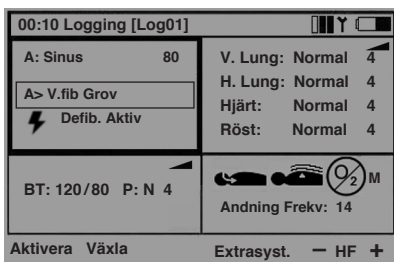 00:10 Logging [Log01]
A: Sinus 80
A> V.fib Grov
Defib. Aktiv
V. Lung: Normal 4
H. Lung: Normal 4
Hjärt: Normal 4
Röst: Normal 4
BT: 120/80 P: N 4
O2 M
Andning Frekv: 14
Aktivera Växla Extrasyst. — HF +